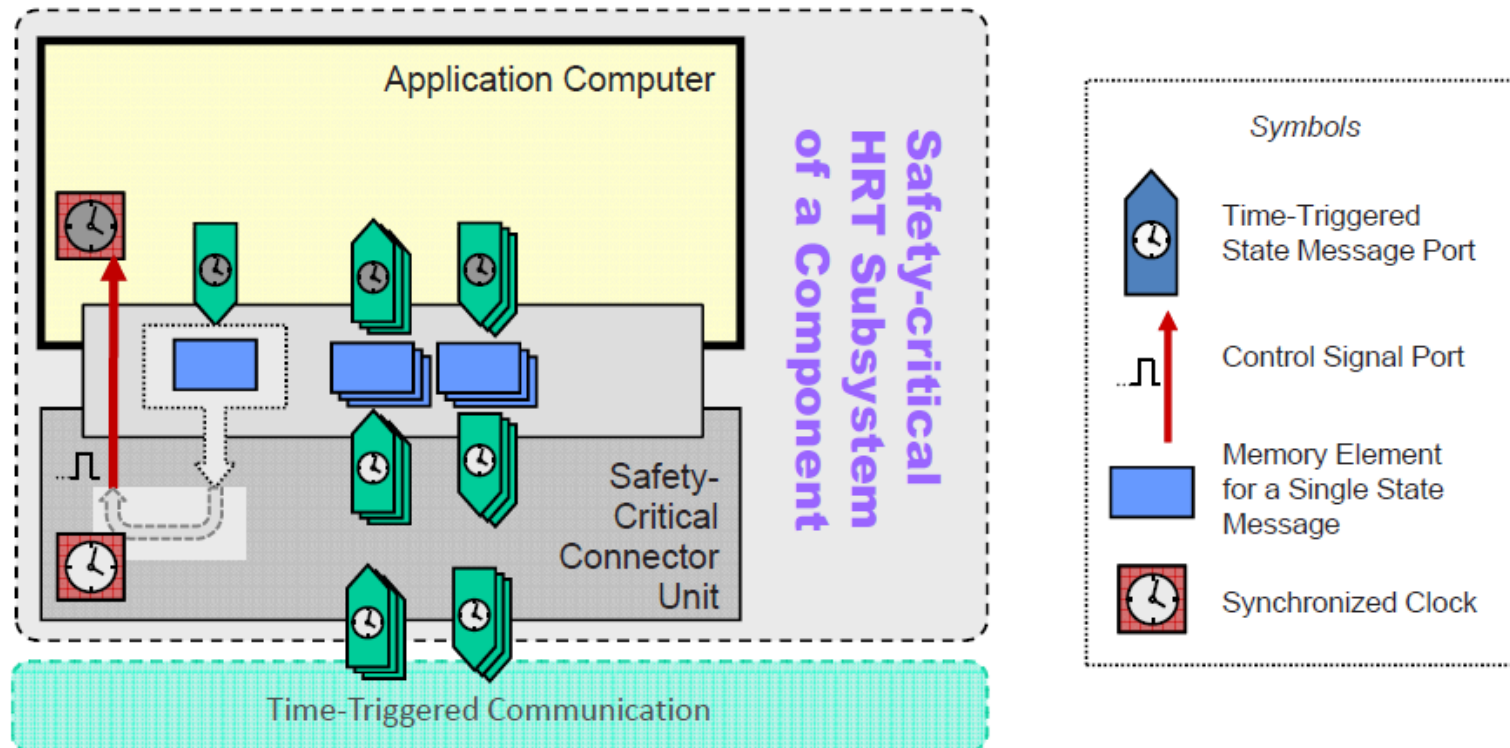 Application Computer
Safety-critical
HRT Subsystem
of a Component
Safety-
Critical
Connector
Unit
Time-Triggered Communication
Symbols
Time-Triggered
State Message Port
Control Signal Port
Memory Element
for a Single State
Message
Synchronized Clock